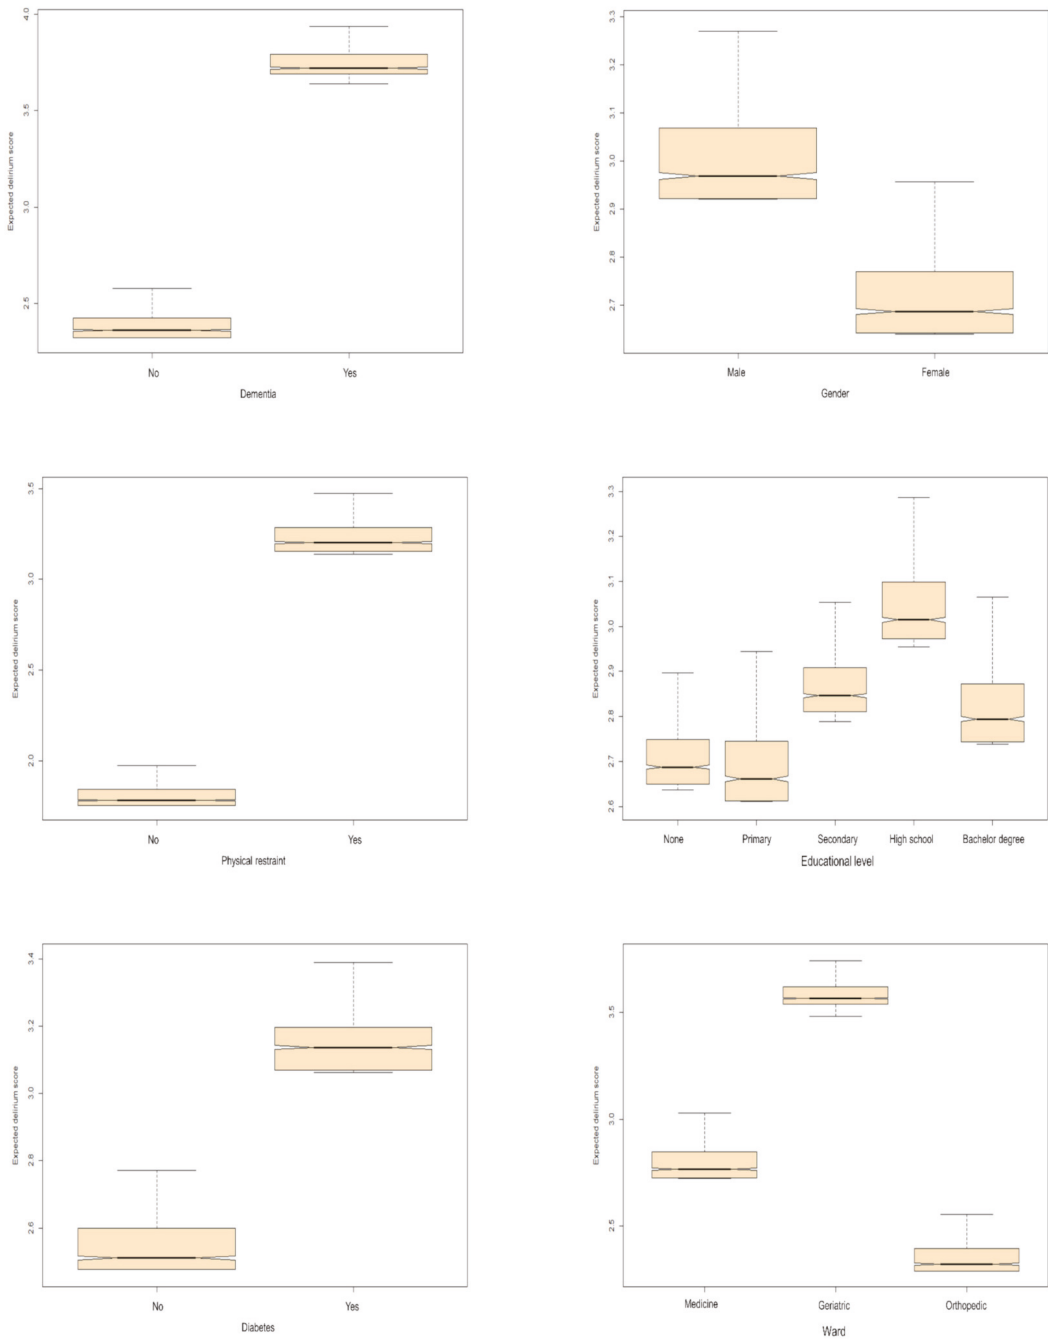 4.0
3.5
3.0
2.5
Expected delirium score
No
Yes
Dementia
3.3
3.2
3.1
3.0
2.9
2.8
2.7
Expected delirium score
Male
Female
Gender
3.5
3.0
2.5
2.0
Expected delirium score
No
Yes
Physical restraint
3.3
3.2
3.1
3.0
2.9
2.8
2.7
2.6
Expected delirium score
None
Primary
Secondary
High school
Bachelor degree
Educational level
3.4
3.2
3.0
2.8
2.6
Expected delirium score
No
Yes
Diabetes
3.5
3.0
2.5
Expected delirium score
Medicine
Geriatric
Orthopedic
Ward